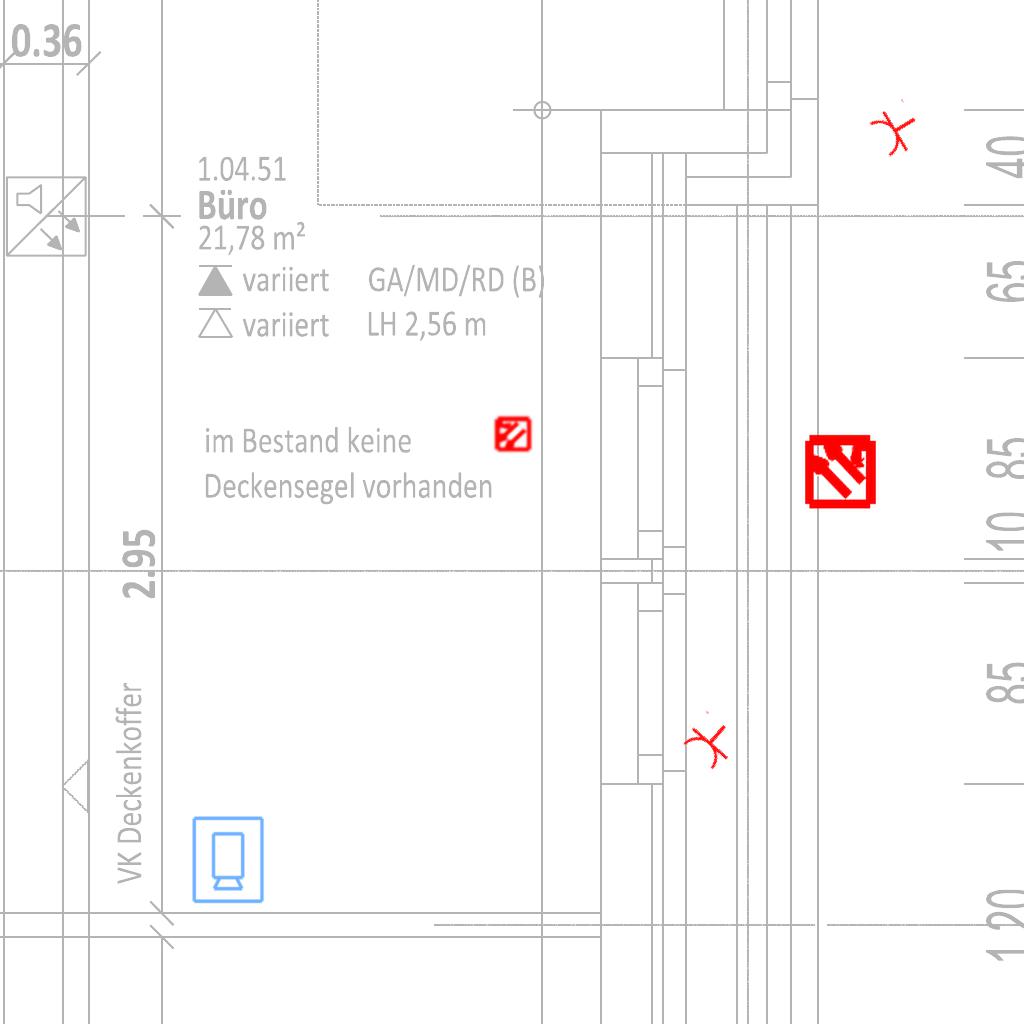 0.36
1.04.51
Büro
21,78 m²
variiert GA/MD/RD (B)
variiert LH 2,56 m
im Bestand keine
Deckensegel vorhanden
2.95
VK Deckenkoffer
40
65
85
10
85
1 20